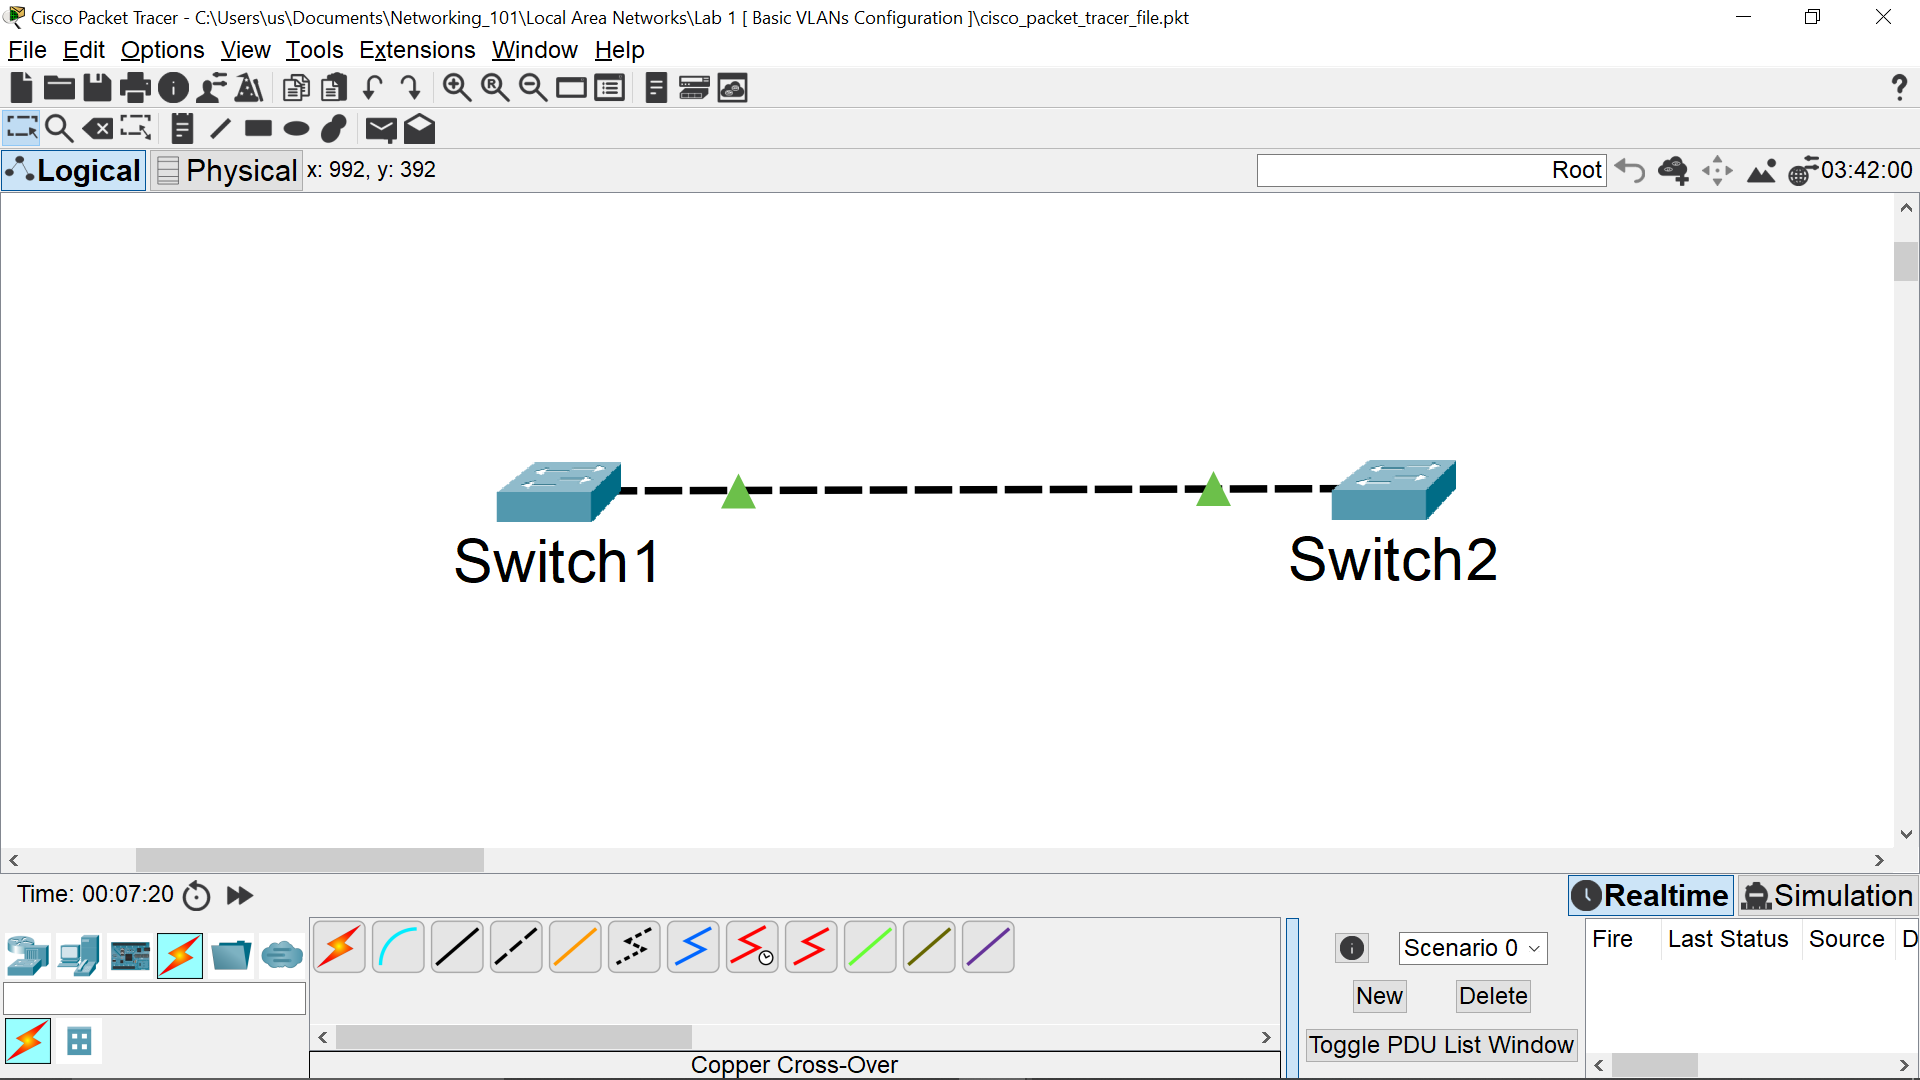 Cisco Packet Tracer - C:\Users\us\Documents\Networking_101\Local Area Networks\Lab 1 [ Basic VLANs Configuration ]\cisco_packet_tracer_file.pkt
File Edit Options View Tools Extensions Window Help
Logical Physical x: 992, y: 392 Root 03:42:00
Switch1 Switch2
Time: 00:07:20 Realtime Simulation
Scenario 0 Fire Last Status Source D
New Delete
Toggle PDU List Window
Copper Cross-Over